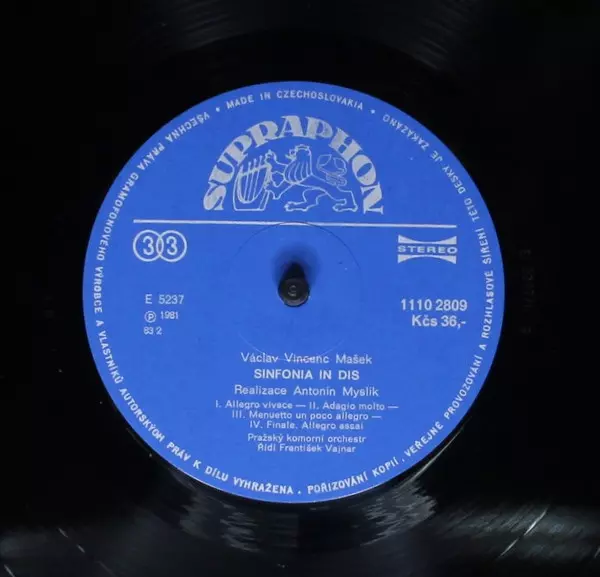 VŠECHNA PRÁVA GRAMOFONOVÉHO VÝROBCE A VLASTNÍKŮ AUTORSKÝCH PRÁV K DÍLU VYHRAŽENA. POŘIZOVÁNÍ KOPIÍ, VEŘEJNÉ PROVOZOVÁNÍ A ROZHLASOVÉ ŠÍŘENÍ TÉTO DESKY JE ZAKÁZÁNO • MADE IN CZECHOSLOVAKIA •
SUPRAPHON
33
STEREO
E 5237
Ⓟ 1981
83 2
1110 2809
Kčs 36,-
Václav Vincenc Mašek
SINFONIA IN DIS
Realizace Antonín Myslík
I. Allegro vivace — II. Adagio molto —
III. Menuetto un poco allegro —
IV. Finale. Allegro assai
Pražský komorní orchestr
Řídí František Vajnar